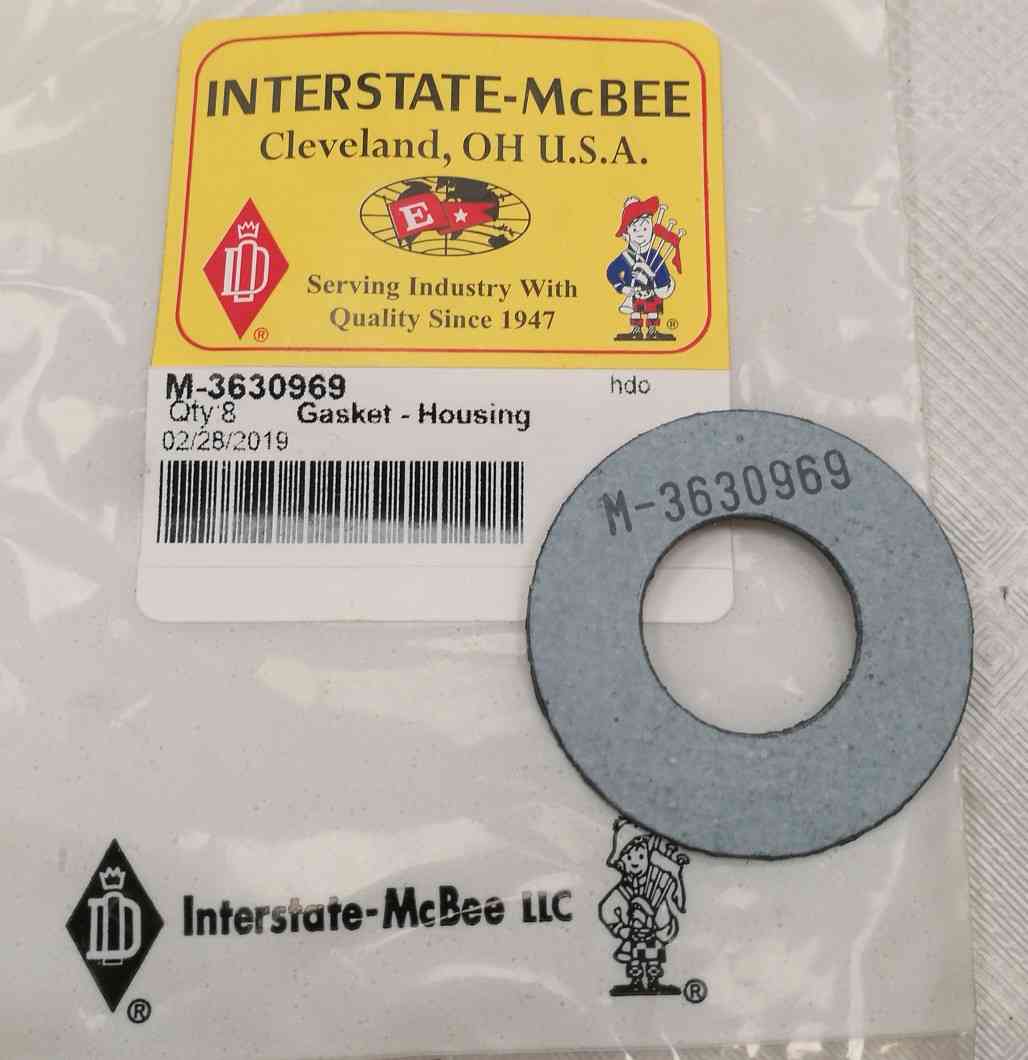 INTERSTATE-McBEE
Cleveland, OH U.S.A.
E
D
Serving Industry With
Quality Since 1947
®
®
M-3630969
hdo
Qty:8 Gasket - Housing
02/28/2019
M-3630969
D
Interstate-McBee LLC
®
®